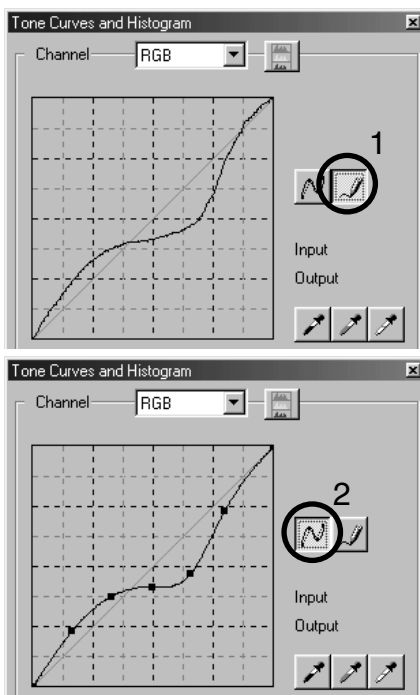 Tone Curves and Histogram
Channel RGB
1
Input
Output
Tone Curves and Histogram
Channel RGB
2
Input
Output